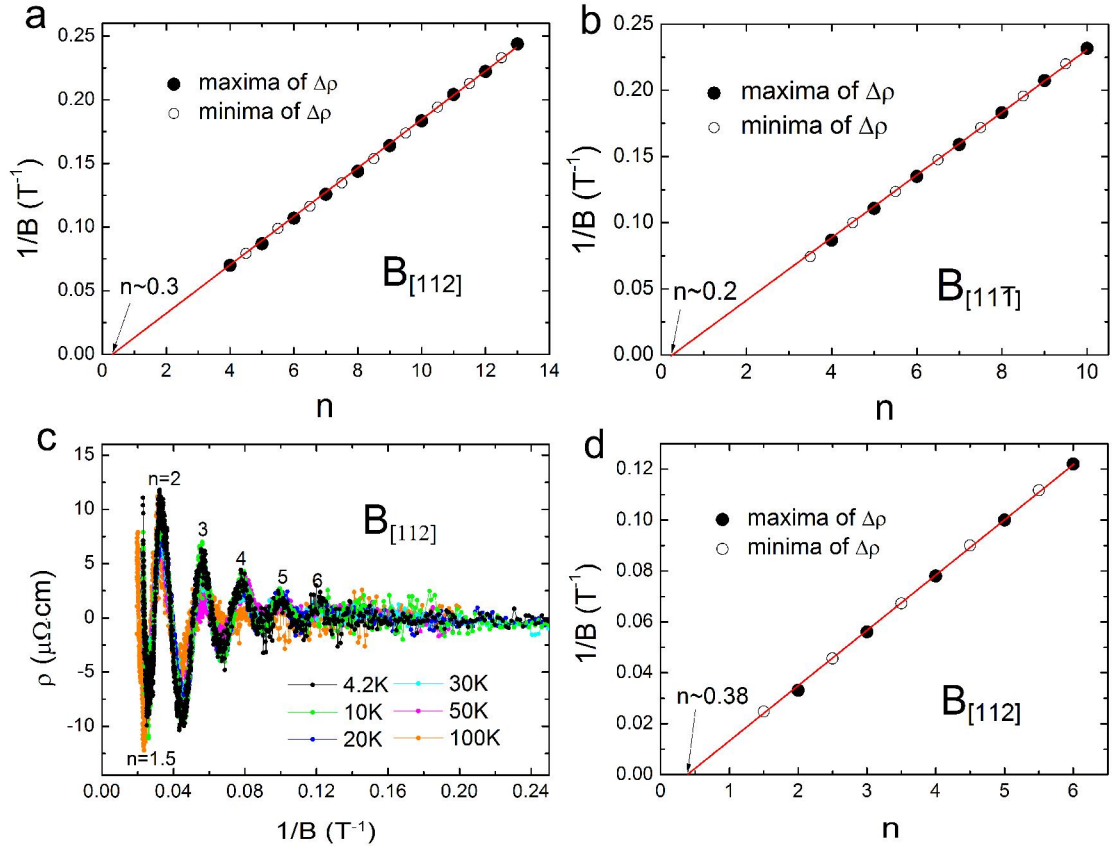 a
0.25
0.20
0.15
0.10
0.05
0.00
1/B (T⁻¹)
maxima of Δρ
minima of Δρ
n~0.3
B[112]
0 2 4 6 8 10 12 14
n
b
0.25
0.20
0.15
0.10
0.05
0.00
1/B (T⁻¹)
maxima of Δρ
minima of Δρ
n~0.2
B[111̄]
0 2 4 6 8 10
n
c
15
10
5
0
-5
-10
ρ (μΩ·cm)
n=2
3
4
5
6
n=1.5
B[112]
4.2K 30K
10K 50K
20K 100K
0.00 0.04 0.08 0.12 0.16 0.20 0.24
1/B (T⁻¹)
d
0.12
0.10
0.08
0.06
0.04
0.02
0.00
1/B (T⁻¹)
maxima of Δρ
minima of Δρ
n~0.38
B[112]
0 1 2 3 4 5 6
n